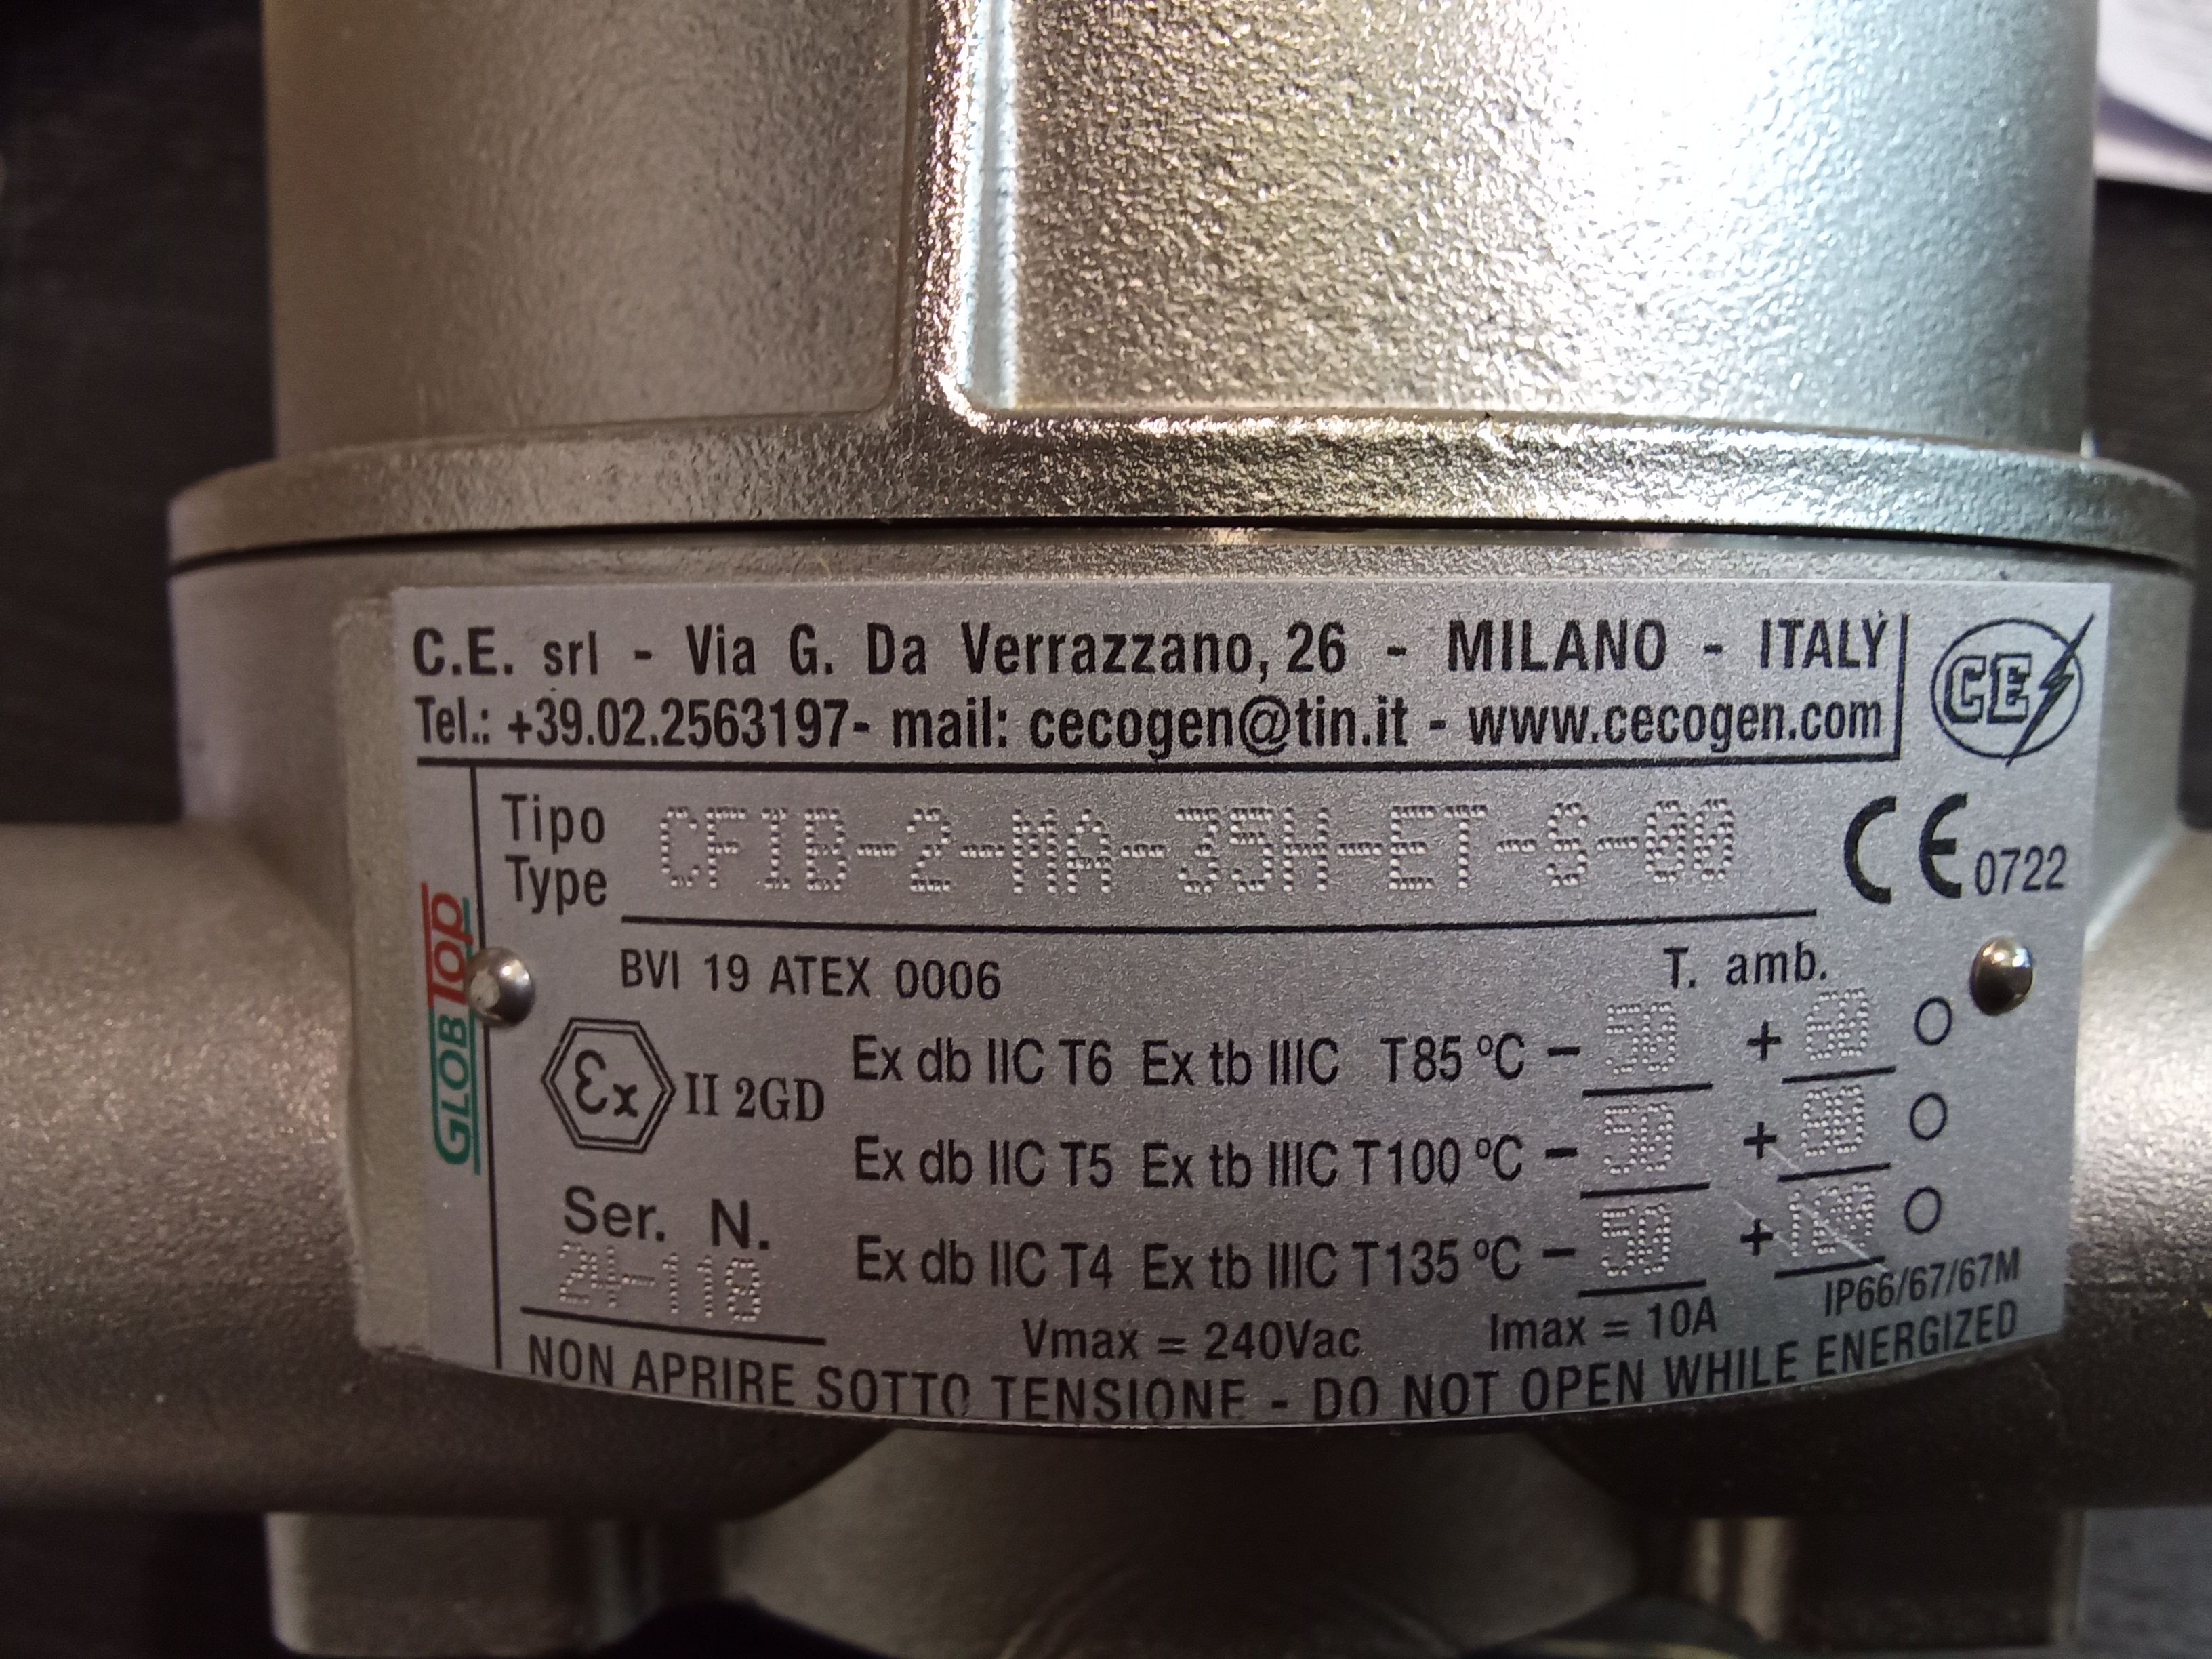 C.E. srl - Via G. Da Verrazzano, 26 - MILANO - ITALY
Tel.: +39.02.2563197- mail: cecogen@tin.it - www.cecogen.com
CE
Tipo
Type
CFIB-2-MA-35H-ET-S-00
CE 0722
GLOBTop
BVI 19 ATEX 0006
T. amb.
Ex II 2GD
Ex db IIC T6 Ex tb IIIC T85 ºC - 50 + 60 O
Ex db IIC T5 Ex tb IIIC T100 ºC - 50 + 80 O
Ex db IIC T4 Ex tb IIIC T135 ºC - 50 + O
Ser. N.
24-118
Vmax = 240Vac Imax = 10A IP66/67/67M
NON APRIRE SOTTO TENSIONE - DO NOT OPEN WHILE ENERGIZED